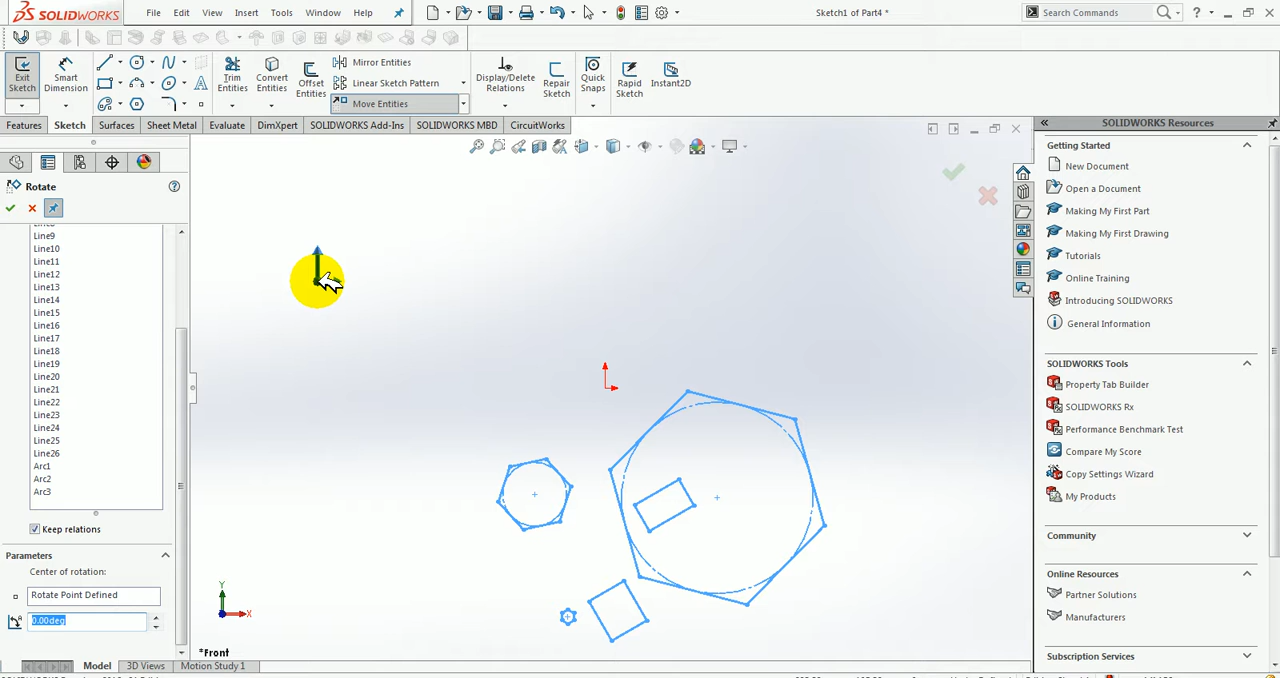 SOLIDWORKS File Edit View Insert Tools Window Help Sketch1 of Part4 * Search Commands
Exit Sketch
Smart Dimension
Trim Entities
Convert Entities
Offset Entities
Mirror Entities
Linear Sketch Pattern
Move Entities
Display/Delete Relations
Repair Sketch
Quick Snaps
Rapid Sketch
Instant2D
Features Sketch Surfaces Sheet Metal Evaluate DimXpert SOLIDWORKS Add-Ins SOLIDWORKS MBD CircuitWorks
Rotate
Line9
Line10
Line11
Line12
Line13
Line14
Line15
Line16
Line17
Line18
Line19
Line20
Line21
Line22
Line23
Line24
Line25
Line26
Arc1
Arc2
Arc3
Keep relations
Parameters
Center of rotation:
Rotate Point Defined
0.00deg
Y
X
*Front
Model 3D Views Motion Study 1
SOLIDWORKS Resources
Getting Started
New Document
Open a Document
Making My First Part
Making My First Drawing
Tutorials
Online Training
Introducing SOLIDWORKS
General Information
SOLIDWORKS Tools
Property Tab Builder
SOLIDWORKS Rx
Performance Benchmark Test
Compare My Score
Copy Settings Wizard
My Products
Community
Online Resources
Partner Solutions
Manufacturers
Subscription Services